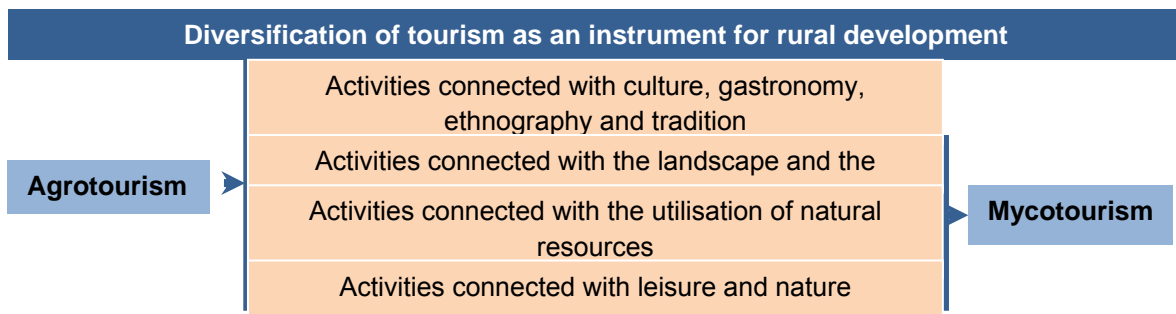 Diversification of tourism as an instrument for rural development
Activities connected with culture, gastronomy,
ethnography and tradition
Activities connected with the landscape and the
Agrotourism
Activities connected with the utilisation of natural
resources
Mycotourism
Activities connected with leisure and nature